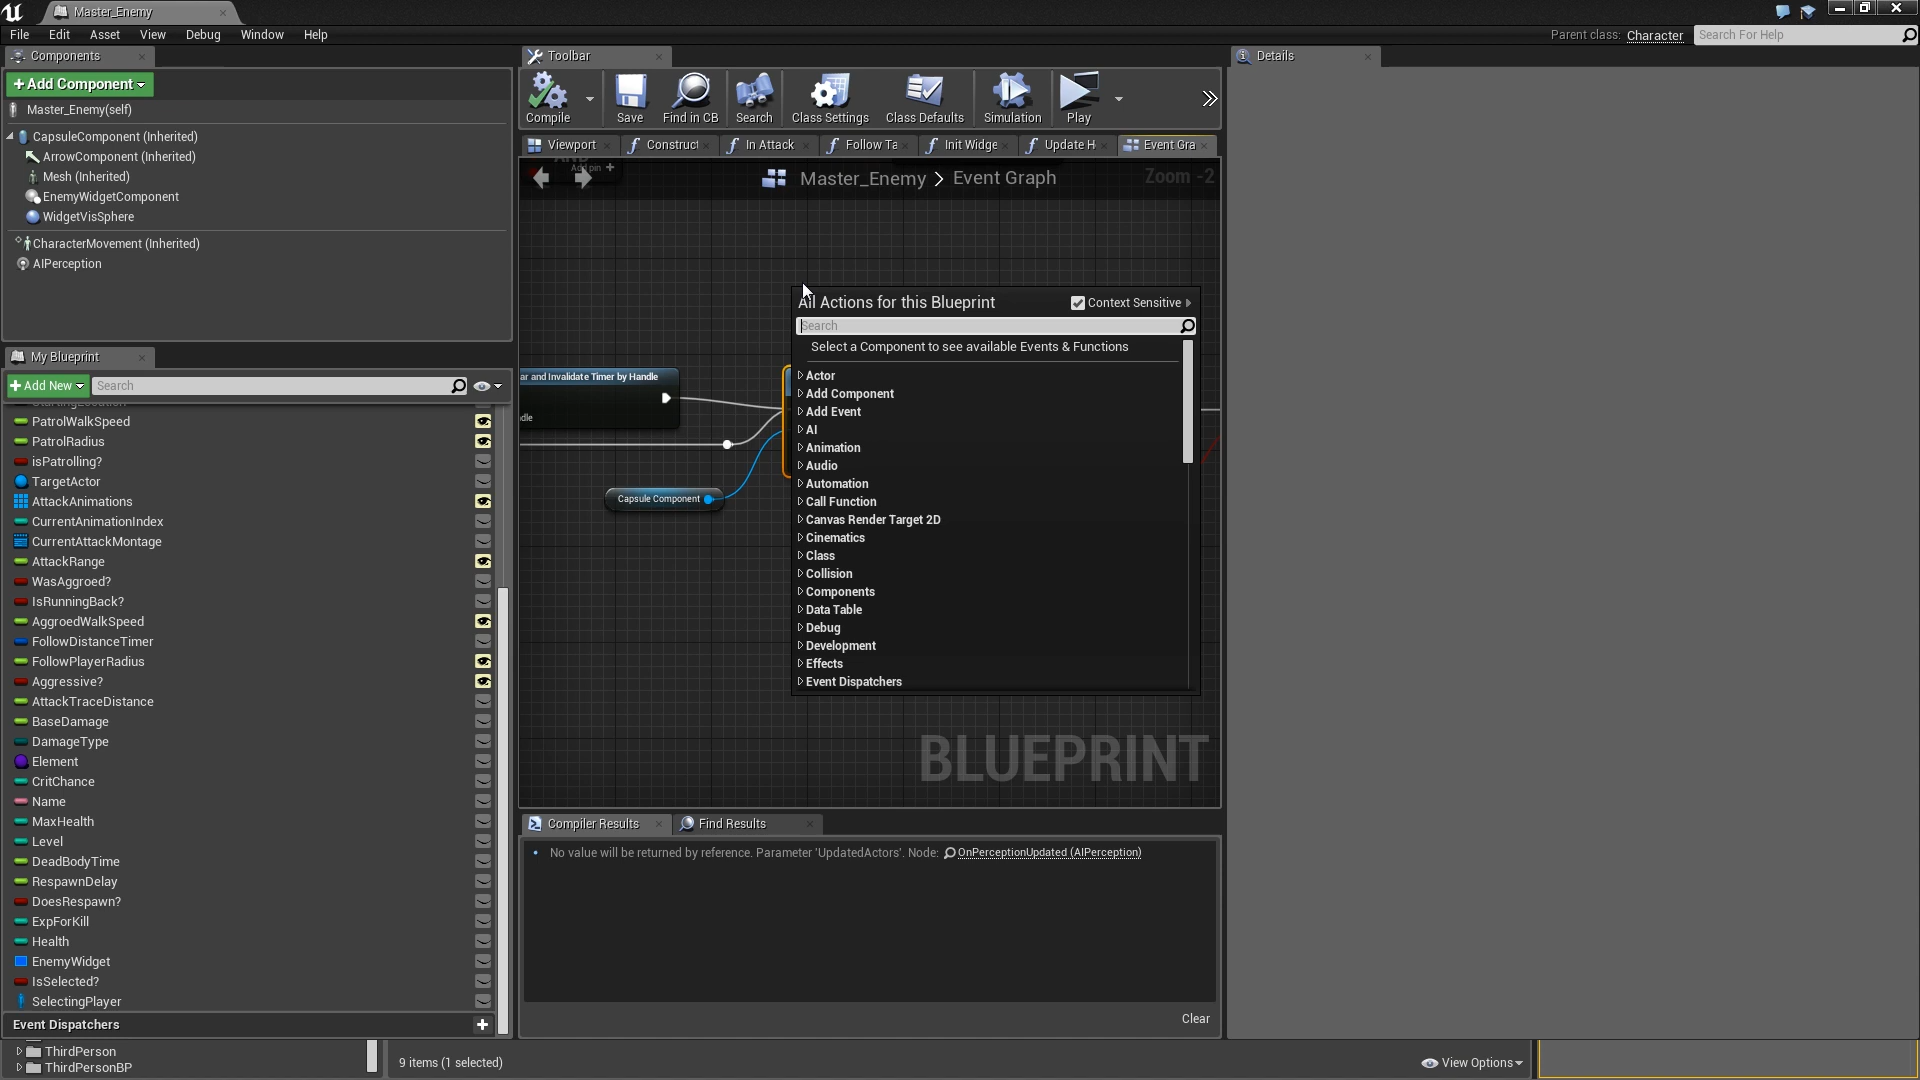 Master_Enemy
File Edit Asset View Debug Window Help
Parent class: Character
Search For Help
Components
+ Add Component
Master_Enemy(self)
CapsuleComponent (Inherited)
ArrowComponent (Inherited)
Mesh (Inherited)
EnemyWidgetComponent
WidgetVisSphere
CharacterMovement (Inherited)
AIPerception
My Blueprint
+ Add New
Search
PatrolWalkSpeed
PatrolRadius
isPatrolling?
TargetActor
AttackAnimations
CurrentAnimationIndex
CurrentAttackMontage
AttackRange
WasAggroed?
IsRunningBack?
AggroedWalkSpeed
FollowDistanceTimer
FollowPlayerRadius
Aggressive?
AttackTraceDistance
BaseDamage
DamageType
Element
CritChance
Name
MaxHealth
Level
DeadBodyTime
RespawnDelay
DoesRespawn?
ExpForKill
Health
EnemyWidget
IsSelected?
SelectingPlayer
Event Dispatchers
ThirdPerson
ThirdPersonBP
Toolbar
Compile Save Find in CB Search Class Settings Class Defaults Simulation Play
Viewport Construct In Attack Follow Ta Init Widge Update H Event Gra
Add pin +
Master_Enemy > Event Graph
Zoom -2
ar and Invalidate Timer by Handle
dle
Capsule Component
All Actions for this Blueprint
Context Sensitive
Search
Select a Component to see available Events & Functions
Actor
Add Component
Add Event
AI
Animation
Audio
Automation
Call Function
Canvas Render Target 2D
Cinematics
Class
Collision
Components
Data Table
Debug
Development
Effects
Event Dispatchers
BLUEPRINT
Compiler Results
Find Results
No value will be returned by reference. Parameter 'UpdatedActors'. Node: OnPerceptionUpdated (AIPerception)
Clear
9 items (1 selected)
View Options
Details